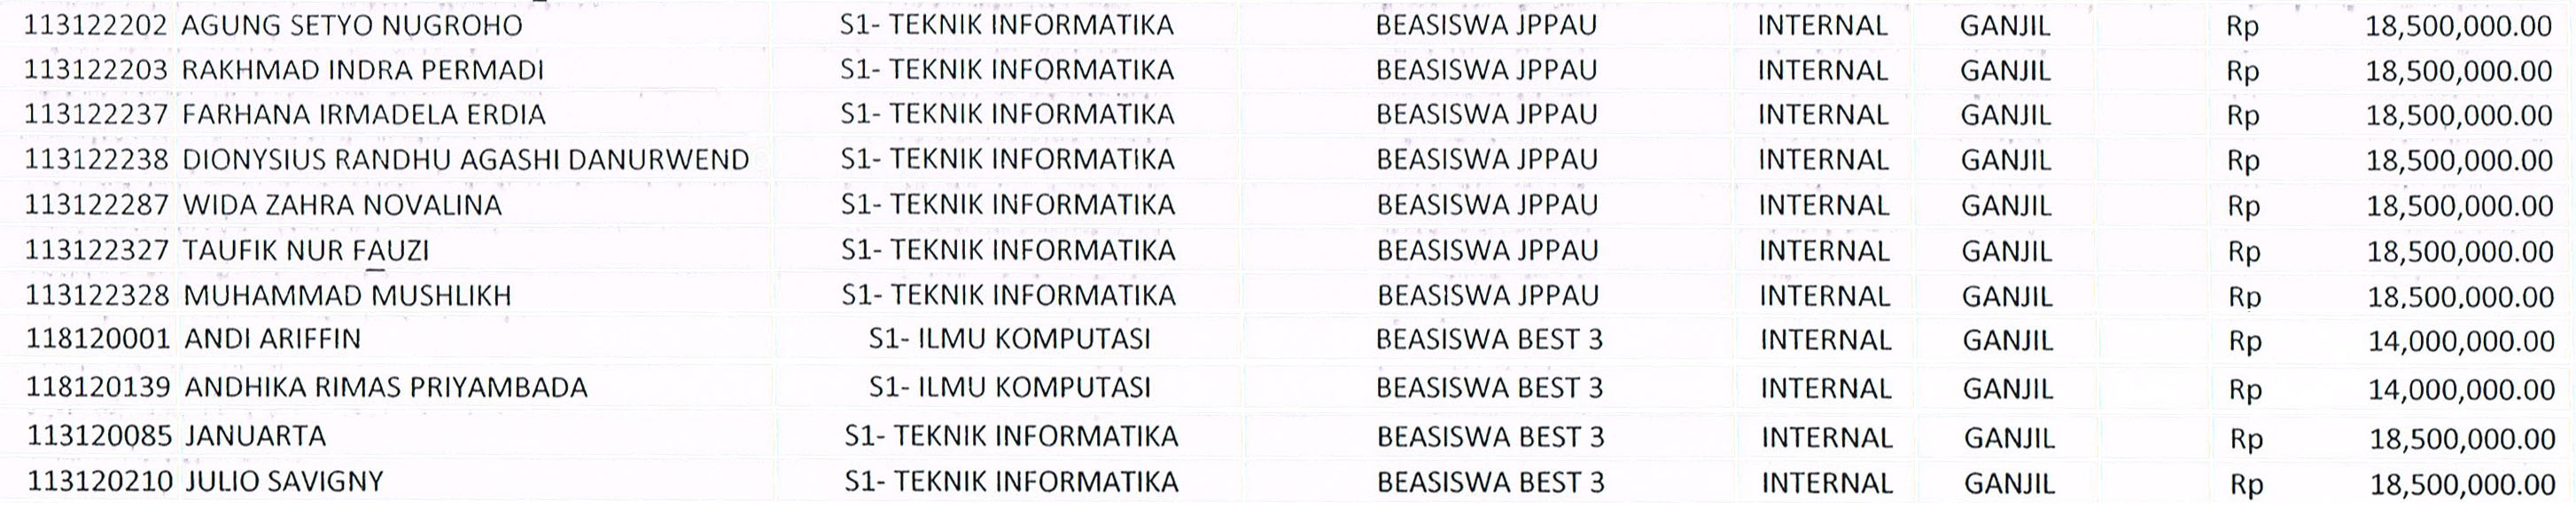 113122202 AGUNG SETYO NUGROHO S1- TEKNIK INFORMATIKA BEASISWA JPPAU INTERNAL GANJIL Rp 18,500,000.00
113122203 RAKHMAD INDRA PERMADI S1- TEKNIK INFORMATIKA BEASISWA JPPAU INTERNAL GANJIL Rp 18,500,000.00
113122237 FARHANA IRMADELA ERDIA S1- TEKNIK INFORMATIKA BEASISWA JPPAU INTERNAL GANJIL Rp 18,500,000.00
113122238 DIONYSIUS RANDHU AGASHI DANURWEND S1- TEKNIK INFORMATIKA BEASISWA JPPAU INTERNAL GANJIL Rp 18,500,000.00
113122287 WIDA ZAHRA NOVALINA S1- TEKNIK INFORMATIKA BEASISWA JPPAU INTERNAL GANJIL Rp 18,500,000.00
113122327 TAUFIK NUR FAUZI S1- TEKNIK INFORMATIKA BEASISWA JPPAU INTERNAL GANJIL Rp 18,500,000.00
113122328 MUHAMMAD MUSHLIKH S1- TEKNIK INFORMATIKA BEASISWA JPPAU INTERNAL GANJIL Rp 18,500,000.00
118120001 ANDI ARIFFIN S1- ILMU KOMPUTASI BEASISWA BEST 3 INTERNAL GANJIL Rp 14,000,000.00
118120139 ANDHIKA RIMAS PRIYAMBADA S1- ILMU KOMPUTASI BEASISWA BEST 3 INTERNAL GANJIL Rp 14,000,000.00
113120085 JANUARTA S1- TEKNIK INFORMATIKA BEASISWA BEST 3 INTERNAL GANJIL Rp 18,500,000.00
113120210 JULIO SAVIGNY S1- TEKNIK INFORMATIKA BEASISWA BEST 3 INTERNAL GANJIL Rp 18,500,000.00